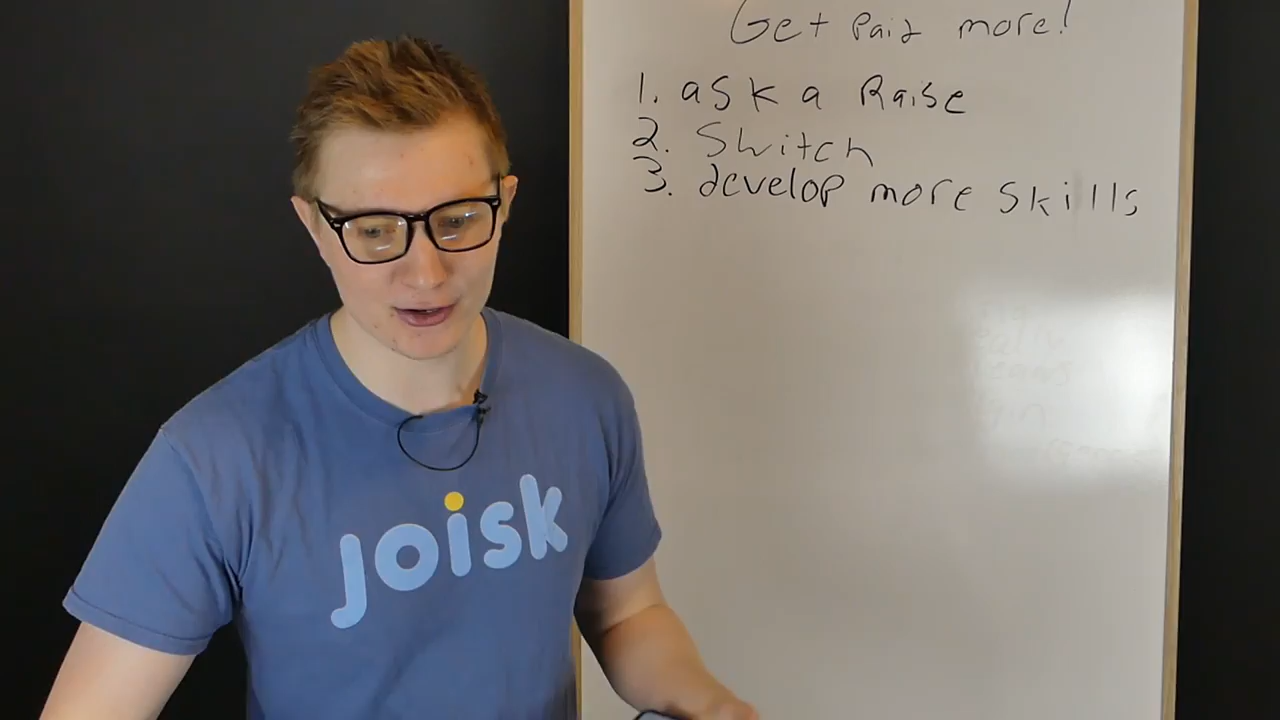 Get Paid more!
1. ask a Raise
2. Switch
3. develop more skills
joisk